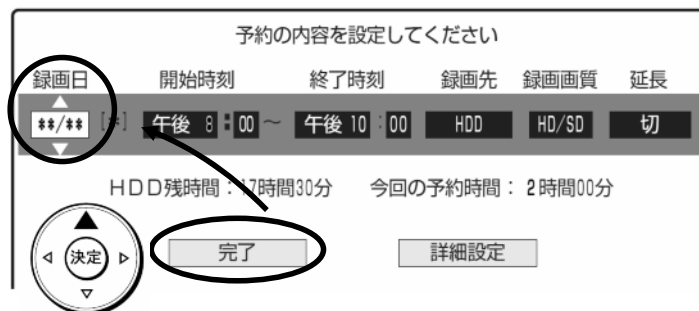 予約の内容を設定してください
録画日 開始時刻 終了時刻 録画先 録画画質 延長
**/** [*] 午後 8:00 ~ 午後 10:00 HDD HD/SD 切
HDD残時間:17時間30分 今回の予約時間: 2時間00分
決定 完了 詳細設定